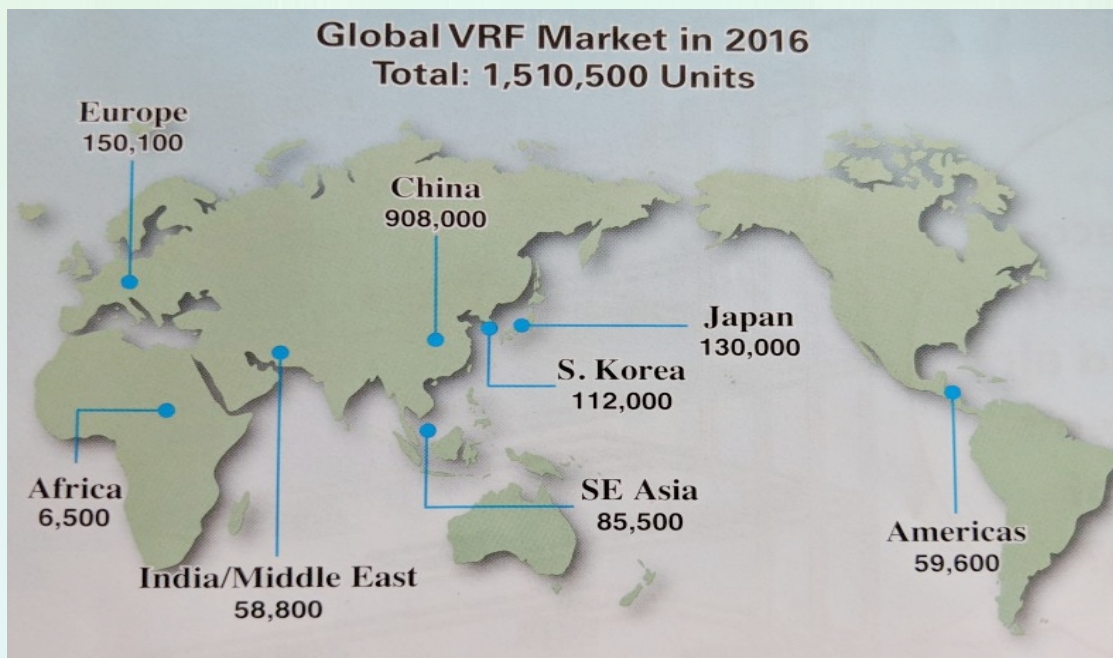 Global VRF Market in 2016
Total: 1,510,500 Units
Europe
150,100
China
908,000
Japan
130,000
S. Korea
112,000
Africa
6,500
SE Asia
85,500
Americas
59,600
India/Middle East
58,800